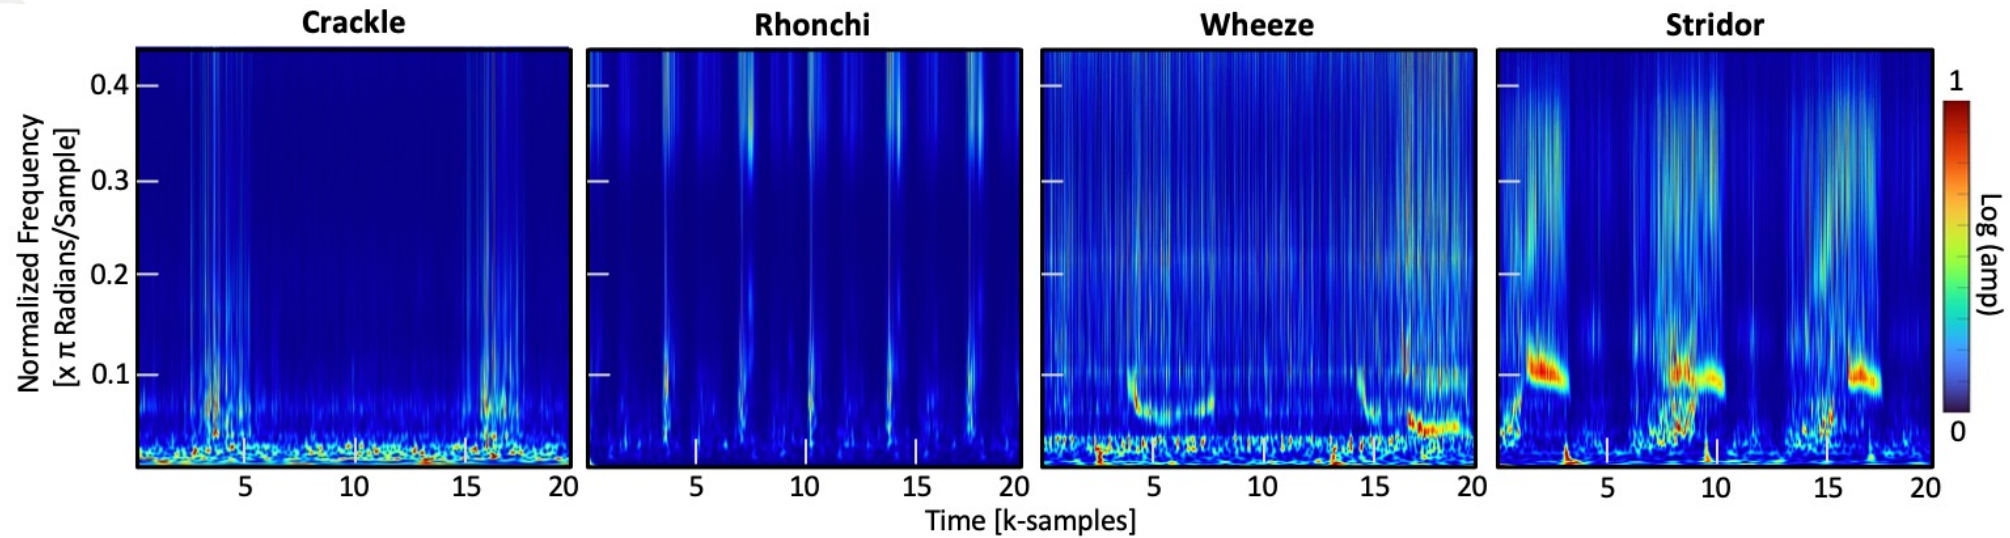 Crackle
Rhonchi
Wheeze
Stridor
Normalized Frequency
[x π Radians/Sample]
0.4
0.3
0.2
0.1
5 10 15 20
5 10 15 20
5 10 15 20
5 10 15 20
Time [k-samples]
1
0
Log (amp)